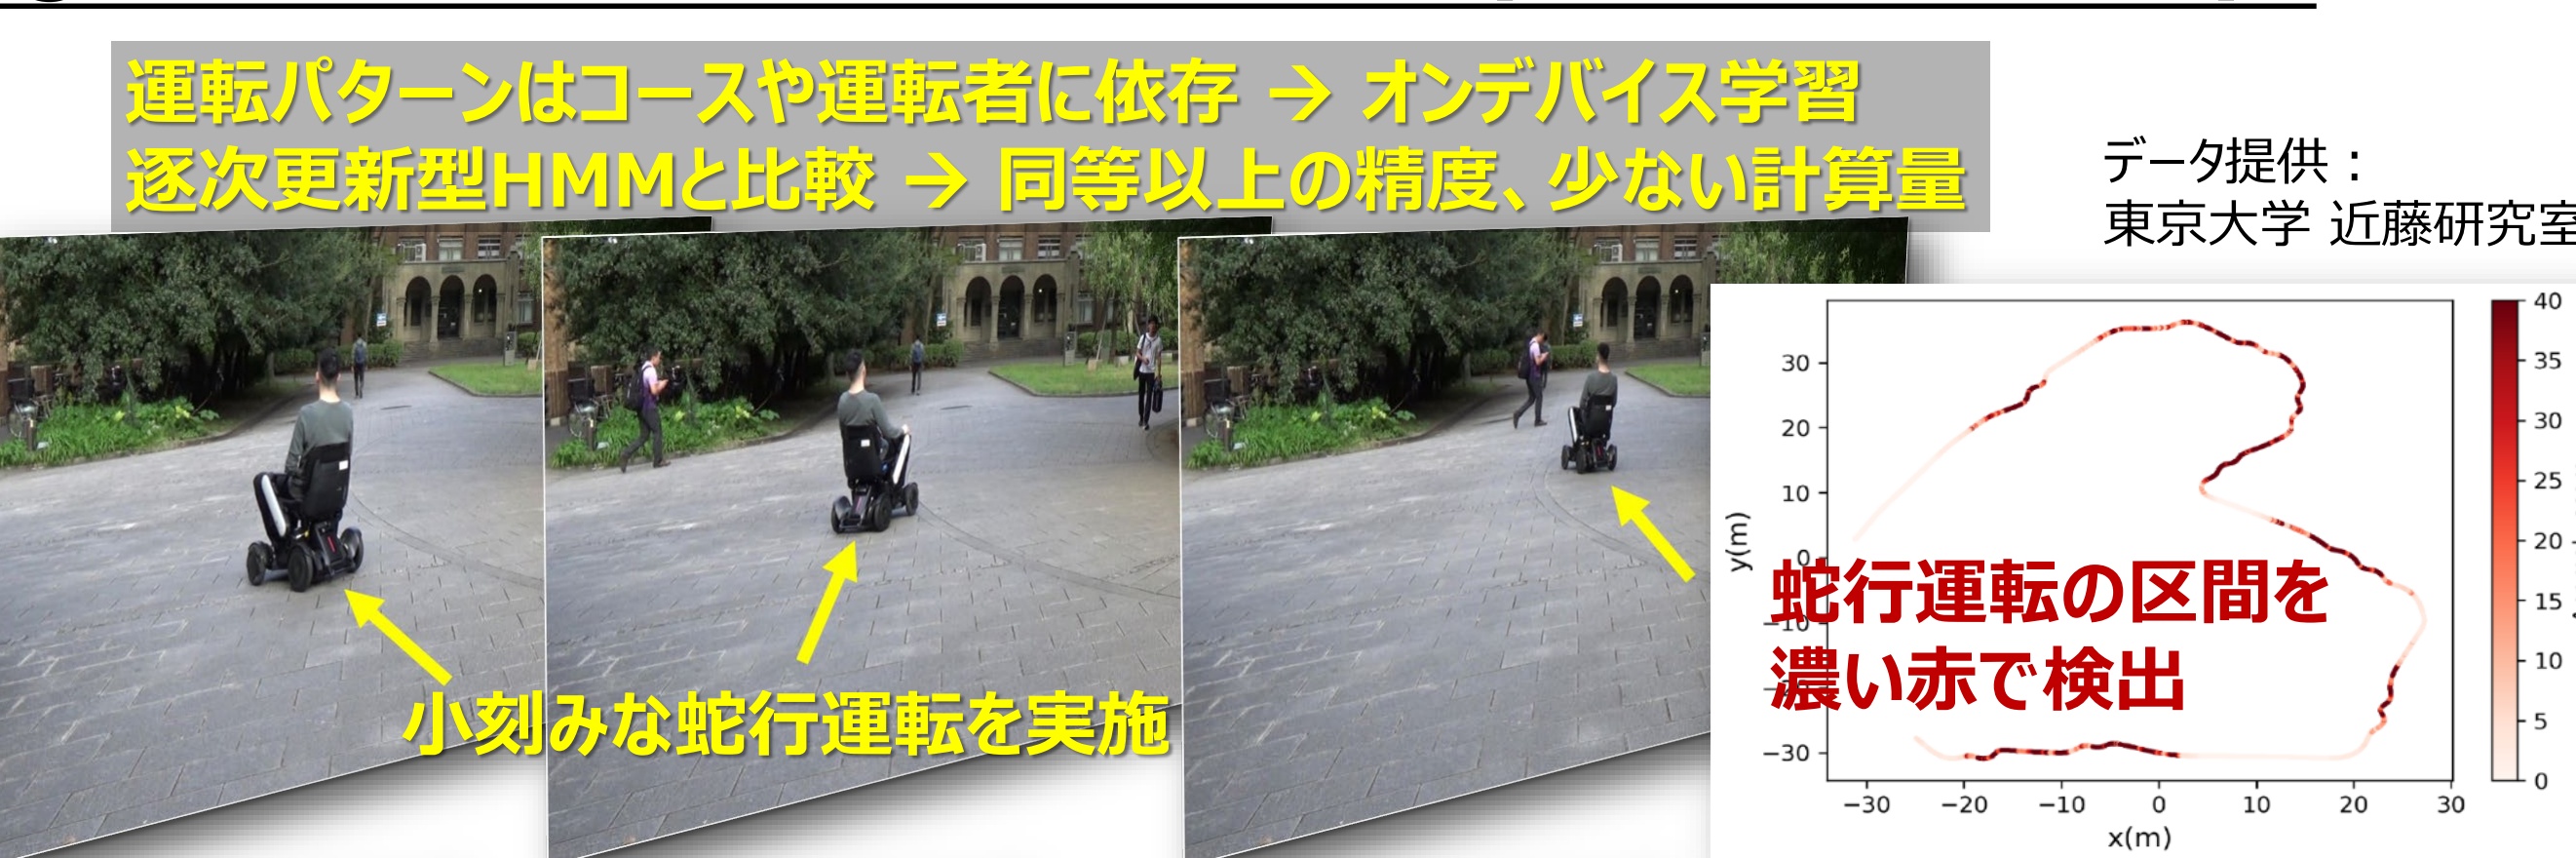 運転パターンはコースや運転者に依存 → オンデバイス学習
逐次更新型HMMと比較 → 同等以上の精度、少ない計算量
データ提供：
東京大学 近藤研究室
小刻みな蛇行運転を実施
蛇行運転の区間を
濃い赤で検出
y(m)
30
20
10
0
−10
−30
−30
−20
−10
0
10
20
30
x(m)
40
35
30
25
20
15
10
5
0